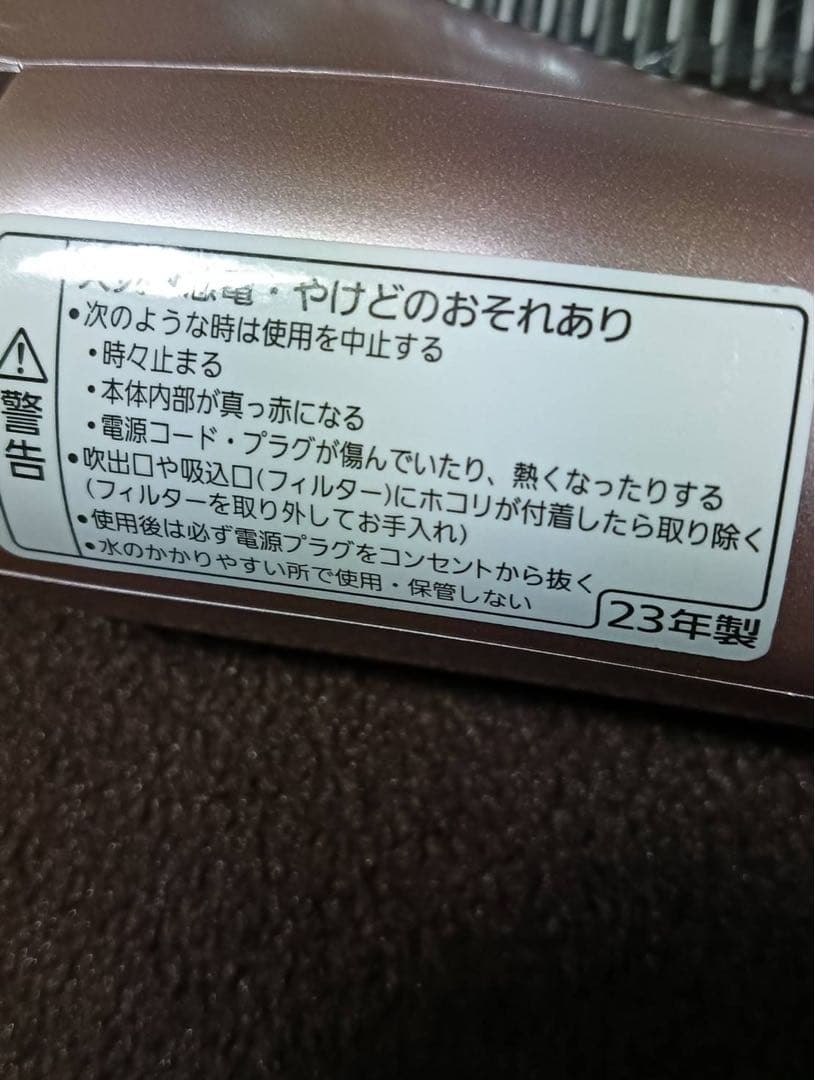 警告
・やけどのおそれあり
●次のような時は使用を中止する
・時々止まる
・本体内部が真っ赤になる
・電源コード・プラグが傷んでいたり、熱くなったりする
●吹出口や吸込口(フィルター)にホコリが付着したら取り除く
(フィルターを取り外してお手入れ)
●使用後は必ず電源プラグをコンセントから抜く
●水のかかりやすい所で使用・保管しない
23年製